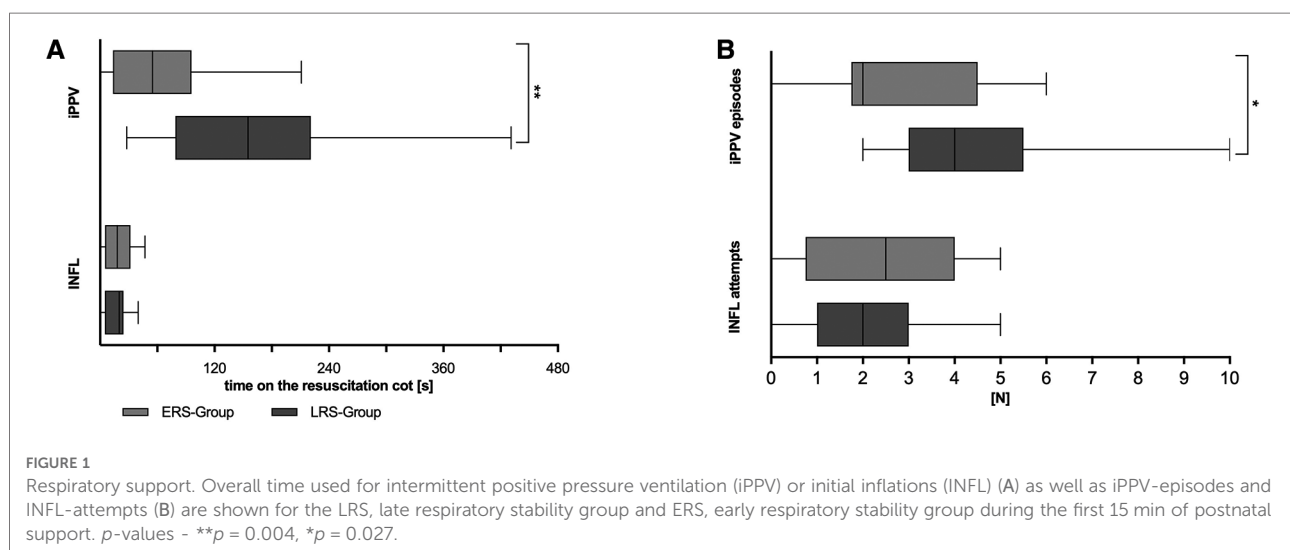 A
iPPV
**
INFL
120 240 360 480
time on the resuscitation cot [s]
ERS-Group LRS-Group
B
iPPV episodes
*
INFL attempts
0 1 2 3 4 5 6 7 8 9 10
[N]
FIGURE 1
Respiratory support. Overall time used for intermittent positive pressure ventilation (iPPV) or initial inflations (INFL) (A) as well as iPPV-episodes and
INFL-attempts (B) are shown for the LRS, late respiratory stability group and ERS, early respiratory stability group during the first 15 min of postnatal
support. p-values - **p = 0.004, *p = 0.027.